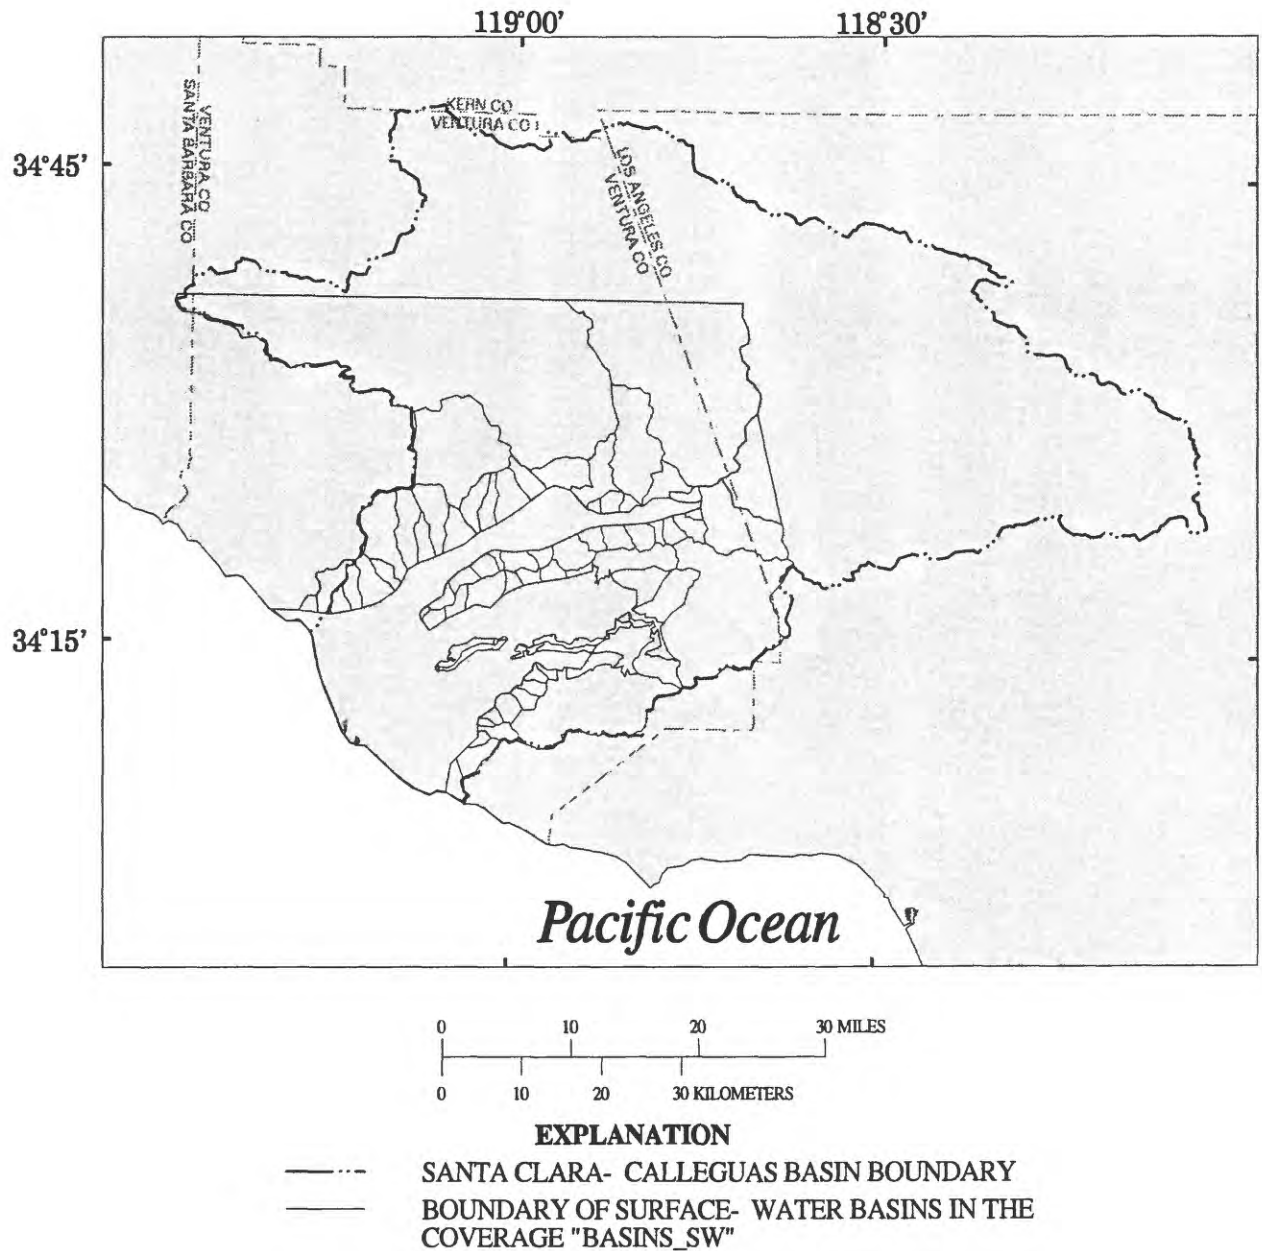 119°00'
118°30'
34°45'
34°15'
VENTURA CO
SANTA BARBARA CO
KERN CO
VENTURA CO
LOS ANGELES CO
VENTURA CO
Pacific Ocean
0 10 20 30 MILES
0 10 20 30 KILOMETERS
EXPLANATION
SANTA CLARA- CALLEGUAS BASIN BOUNDARY
BOUNDARY OF SURFACE- WATER BASINS IN THE
COVERAGE "BASINS_SW"